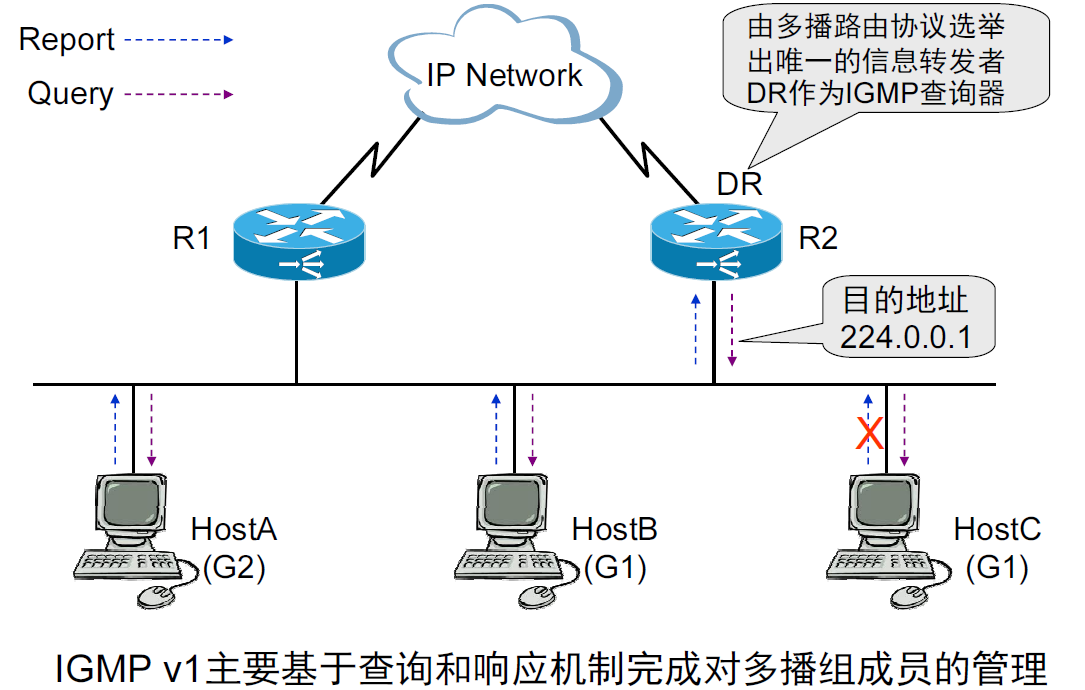 Report
Query
IP Network
由多播路由协议选举
出唯一的信息转发者
DR作为IGMP查询器
DR
R1
R2
目的地址
224.0.0.1
X
HostA
(G2)
HostB
(G1)
HostC
(G1)
IGMP v1主要基于查询和响应机制完成对多播组成员的管理